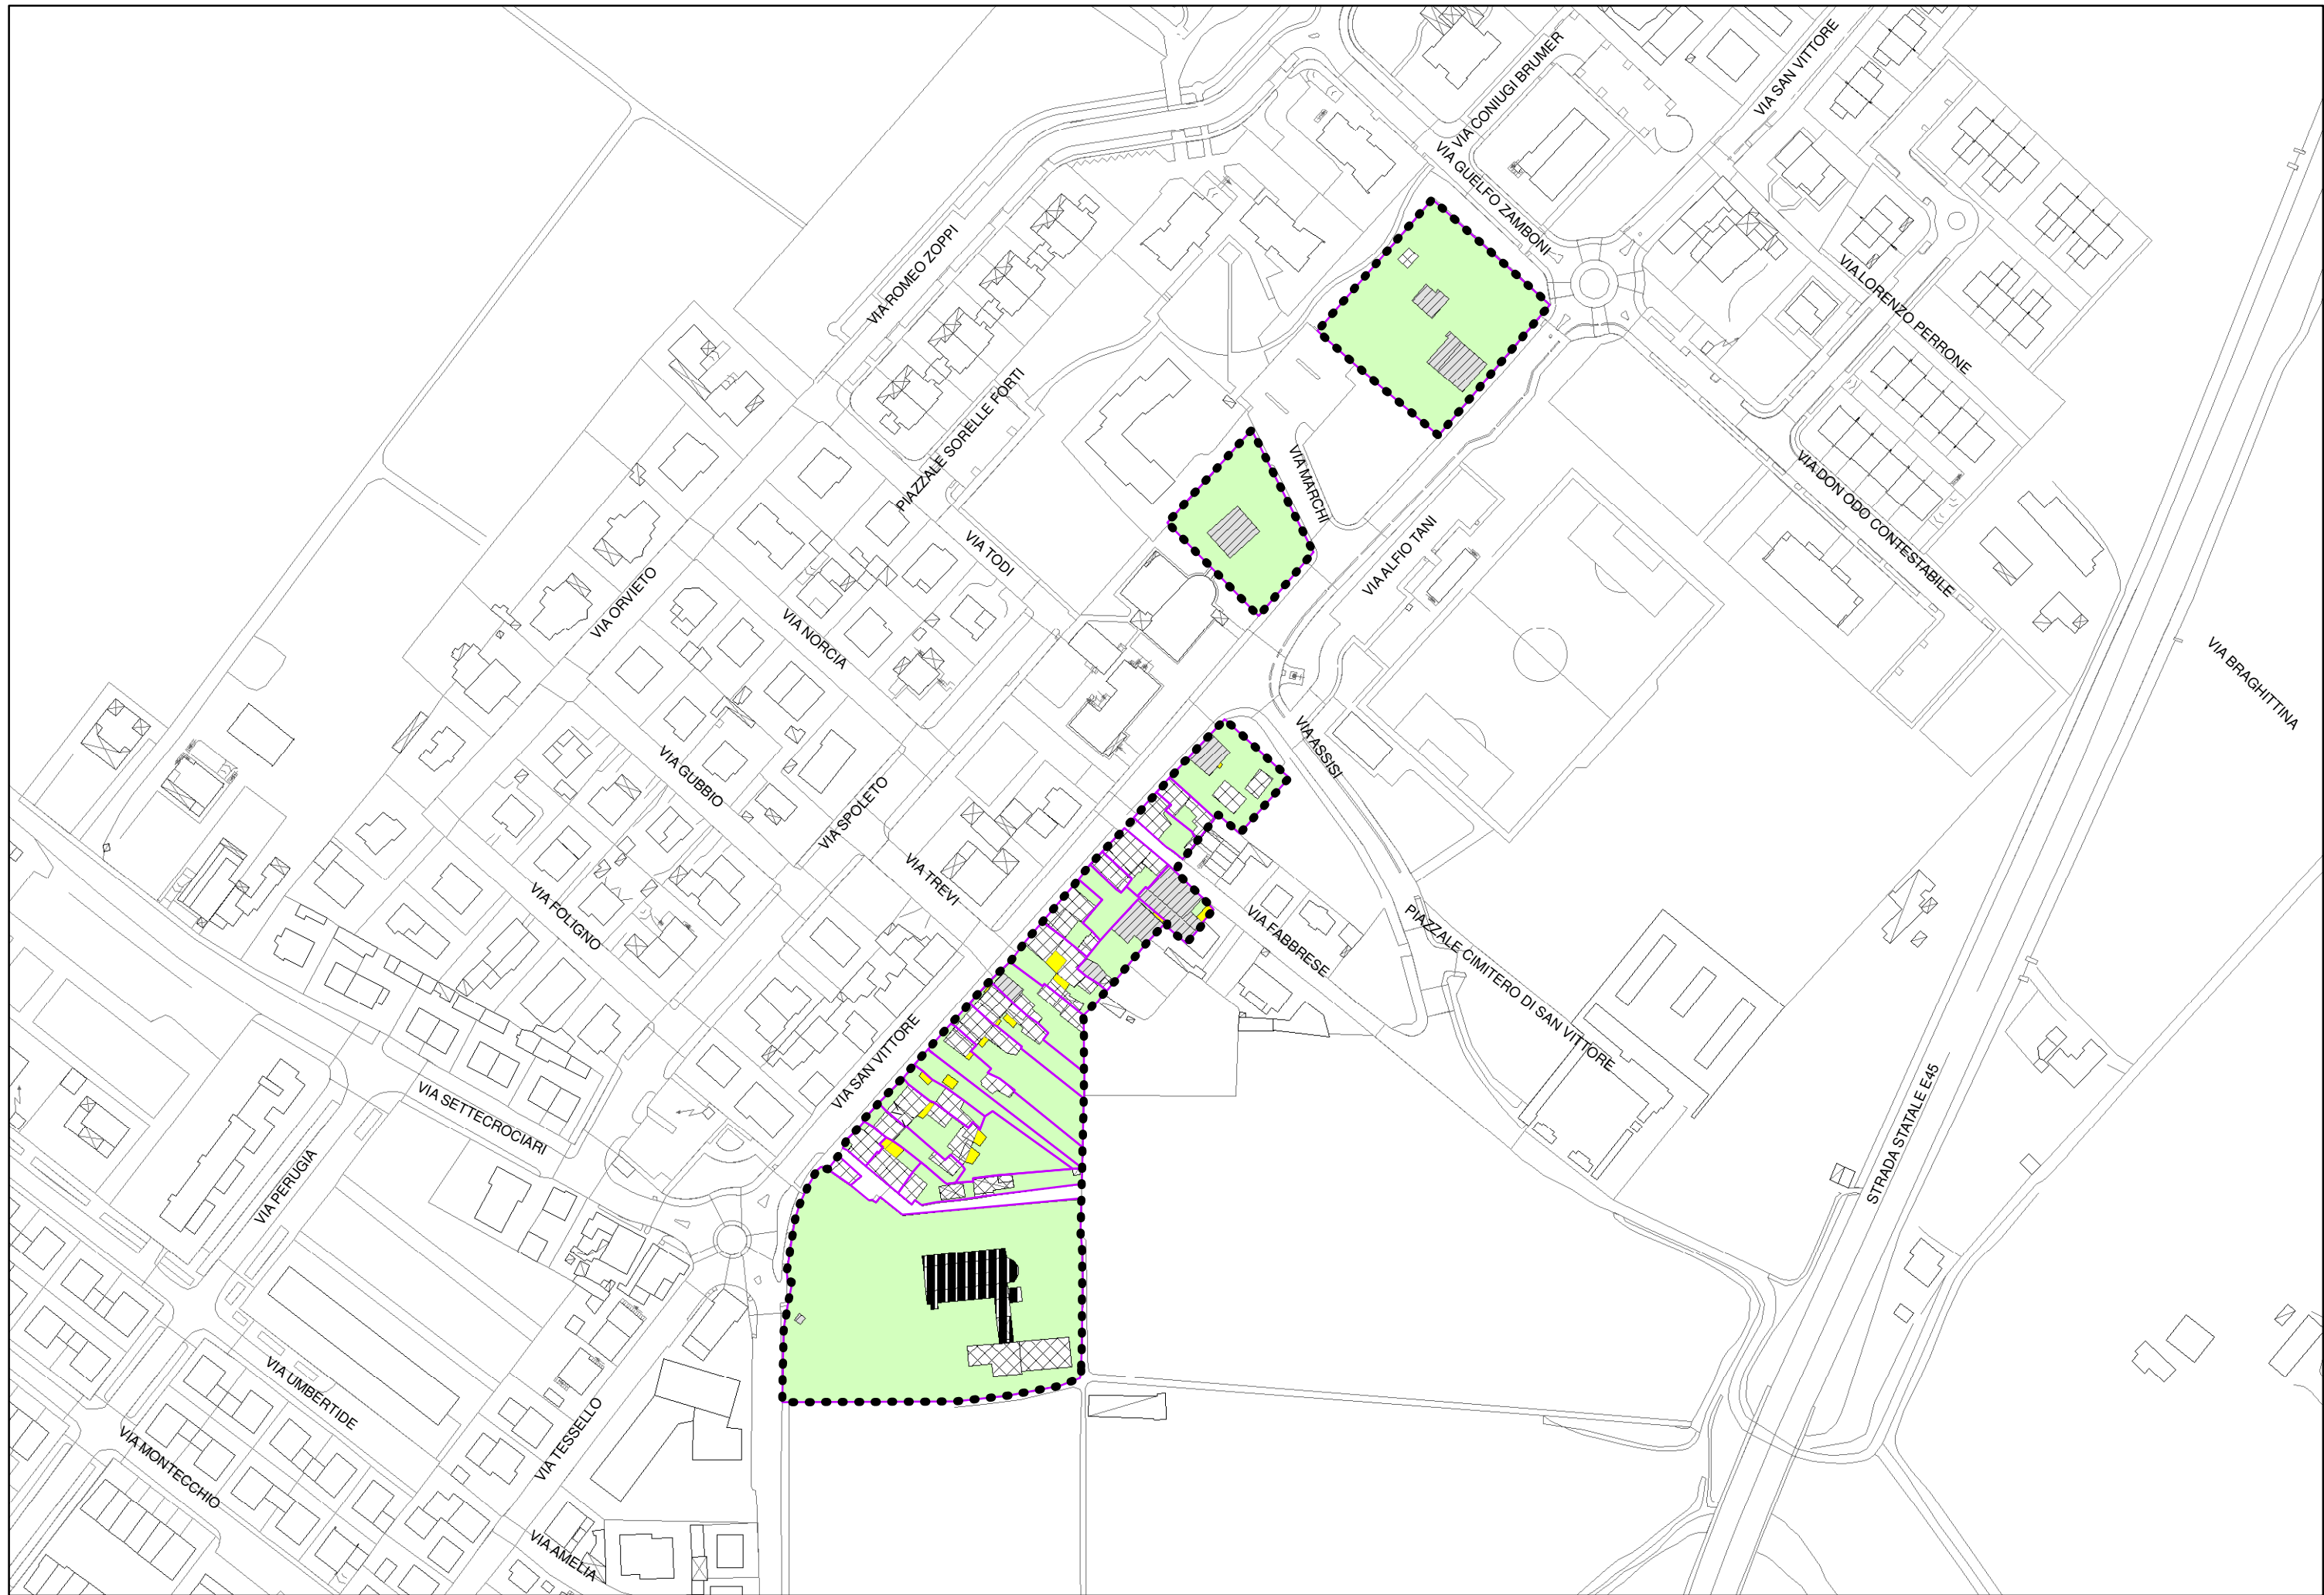 VIA CONIUGI BRUMER
VIA SAN VITTORE
VIA GUELFO ZAMBONI
VIA ROMEO ZOPPI
VIA LORENZO PERRONE
PIAZZALE SORELLE FORTI
VIA MARCHI
VIA DON ODO CONTESTABILE
VIA TODI
VIA ALFIO TANI
VIA ORVIETO
VIA NORCIA
VIA BRAGHITTINA
VIA GUBBIO
VIA ASSISI
VIA SPOLETO
VIA TREVI
VIA FOLIGNO
VIA FABBRESE
PIAZZALE CIMITERO DI SAN VITTORE
VIA SAN VITTORE
VIA SETTECROCIARI
STRADA STATALE E45
VIA PERUGIA
VIA UMBERTIDE
VIA TESSELLO
VIA MONTECCHIO
VIA AMELIA